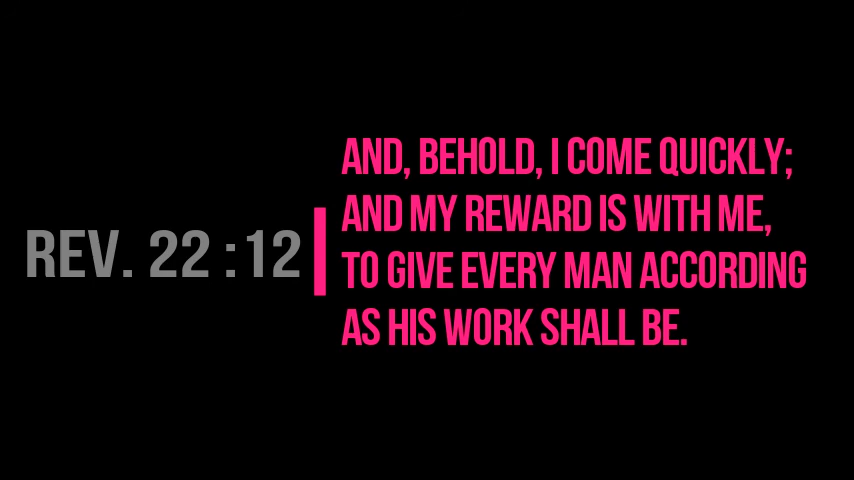 REV. 22 :12
AND, BEHOLD, I COME QUICKLY;
AND MY REWARD IS WITH ME,
TO GIVE EVERY MAN ACCORDING
AS HIS WORK SHALL BE.